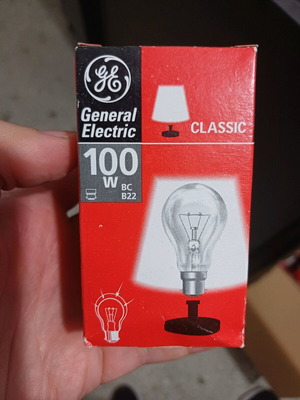 GE
General
Electric
CLASSIC
100
W
BC
B22